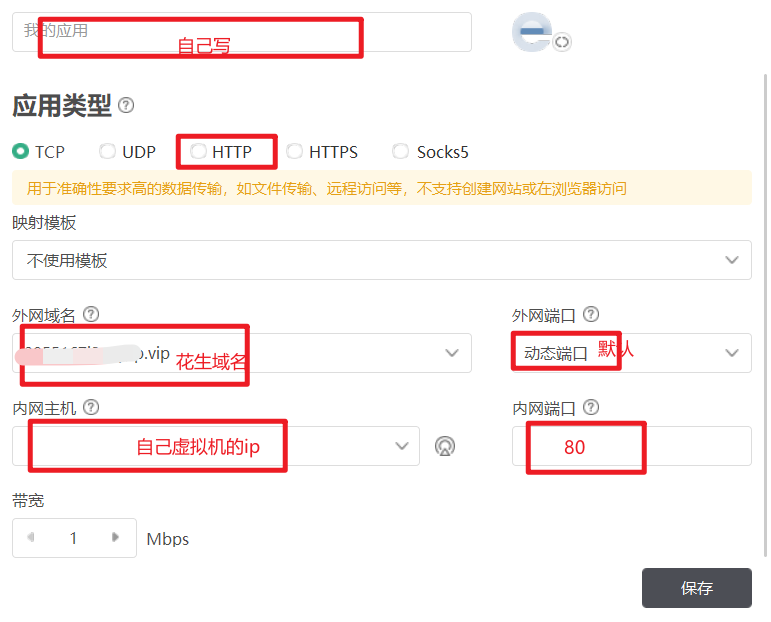 我的应用
自己写
应用类型
TCP UDP HTTP HTTPS Socks5
用于准确性要求高的数据传输，如文件传输、远程访问等，不支持创建网站或在浏览器访问
映射模板
不使用模板
外网域名 外网端口
.vip 花生域名 动态端口 默认
内网主机 内网端口
自己虚拟机的ip 80
带宽
1 Mbps
保存